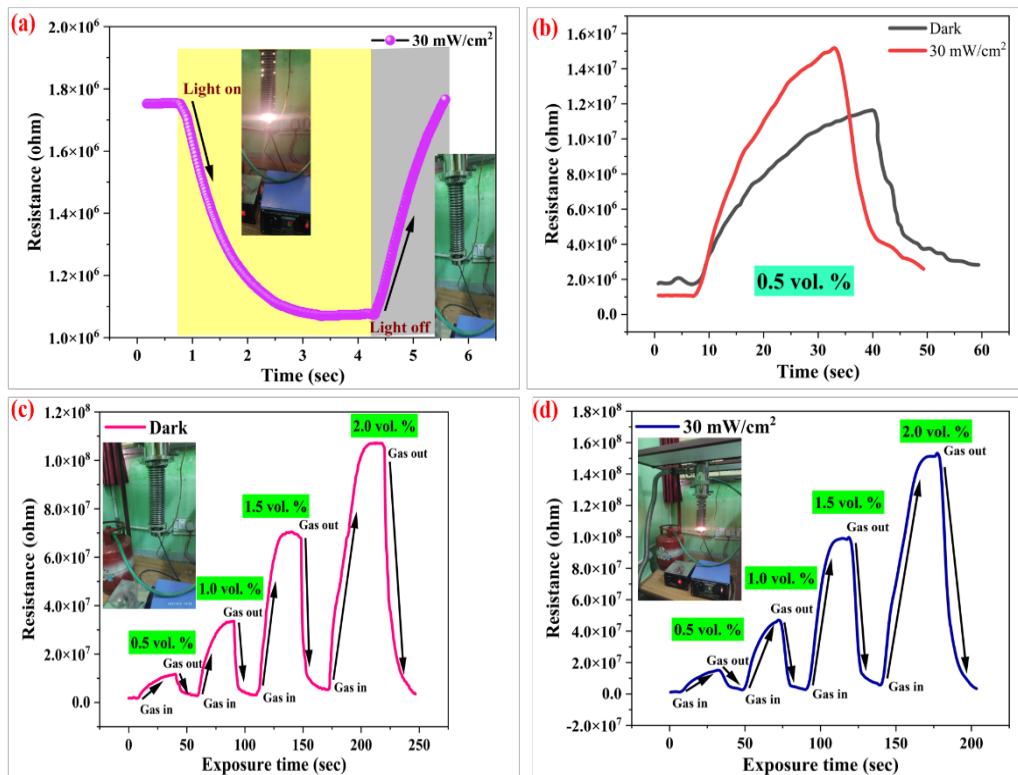 (a)
30 mW/cm²
Light on
Light off
Resistance (ohm)
2.0×10⁶
1.8×10⁶
1.6×10⁶
1.4×10⁶
1.2×10⁶
1.0×10⁶
0 1 2 3 4 5 6
Time (sec)
(b)
Dark
30 mW/cm²
0.5 vol. %
Resistance (ohm)
1.6×10⁷
1.4×10⁷
1.2×10⁷
1.0×10⁷
8.0×10⁶
6.0×10⁶
4.0×10⁶
2.0×10⁶
0.0
0 10 20 30 40 50 60
Time (sec)
(c)
Dark
2.0 vol. %
Gas out
1.5 vol. %
Gas out
1.0 vol. %
Gas out
0.5 vol. %
Gas out
Gas in
Gas in
Gas in
Gas in
Resistance (ohm)
1.2×10⁸
1.0×10⁸
8.0×10⁷
6.0×10⁷
4.0×10⁷
2.0×10⁷
0.0
0 50 100 150 200 250
Exposure time (sec)
(d)
30 mW/cm²
2.0 vol. %
Gas out
1.5 vol. %
Gas out
1.0 vol. %
Gas out
0.5 vol. %
Gas out
Gas in
Gas in
Gas in
Gas in
Resistance (ohm)
1.8×10⁸
1.6×10⁸
1.4×10⁸
1.2×10⁸
1.0×10⁸
8.0×10⁷
6.0×10⁷
4.0×10⁷
2.0×10⁷
0.0
-2.0×10⁷
0 50 100 150 200
Exposure time (sec)